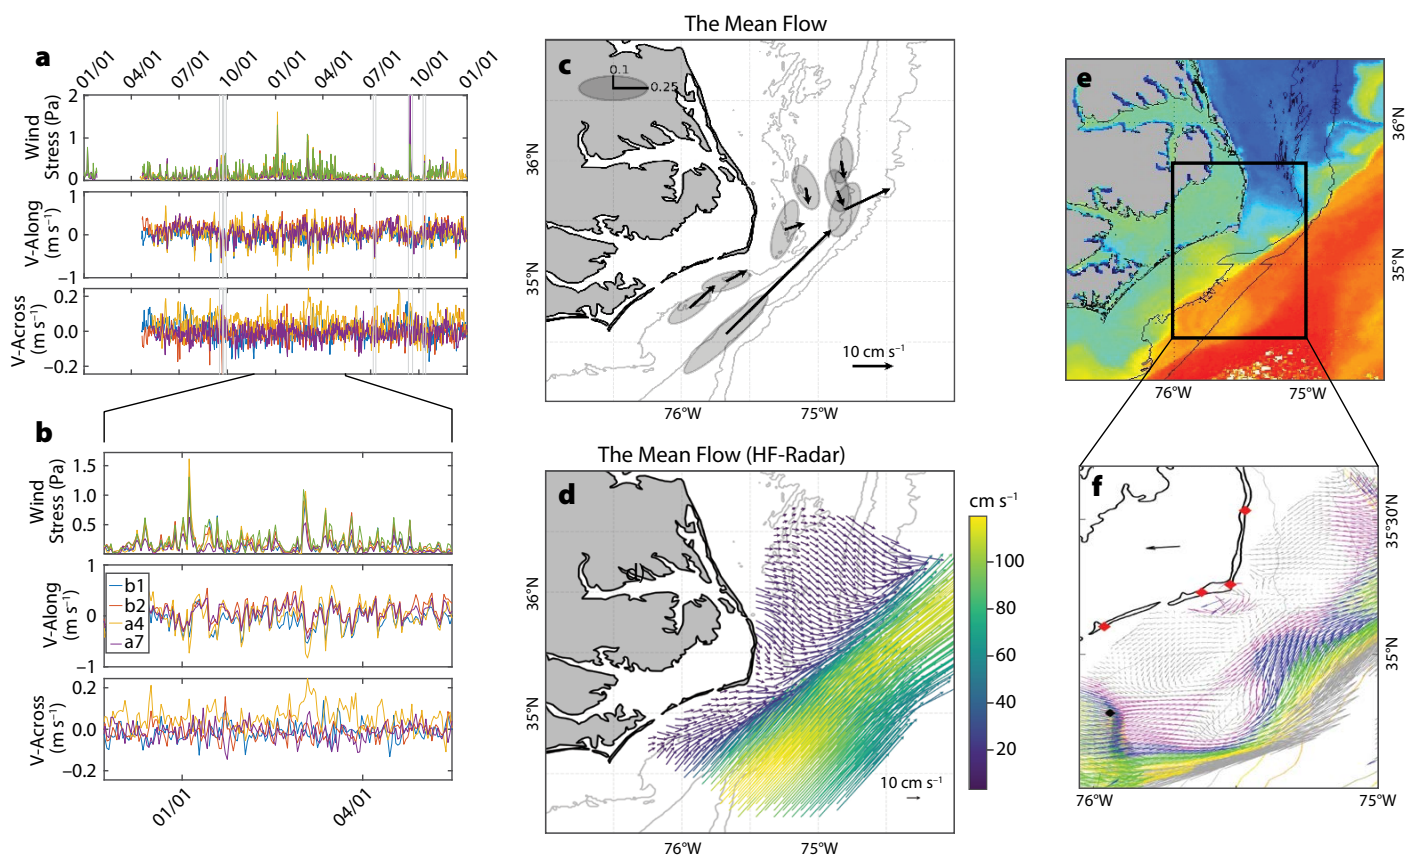 a
01/01
04/01
07/01
10/01
01/01
04/01
07/01
10/01
01/01
Wind
Stress (Pa)
2
1
0
V-Along
(m s⁻¹)
1
0
−1
V-Across
(m s⁻¹)
0.2
0.0
−0.2
b
Wind
Stress (Pa)
1.5
1.0
0.5
V-Along
(m s⁻¹)
1
0
−1
b1
b2
a4
a7
V-Across
(m s⁻¹)
0.2
0.0
−0.2
01/01
04/01
The Mean Flow
c
0.1
0.25
36°N
35°N
10 cm s⁻¹
76°W
75°W
The Mean Flow (HF-Radar)
d
d
36°N
35°N
10 cm s⁻¹
76°W
75°W
cm s⁻¹
100
80
60
40
20
e
36°N
35°N
76°W
75°W
f
35°30'N
35°N
76°W
75°W